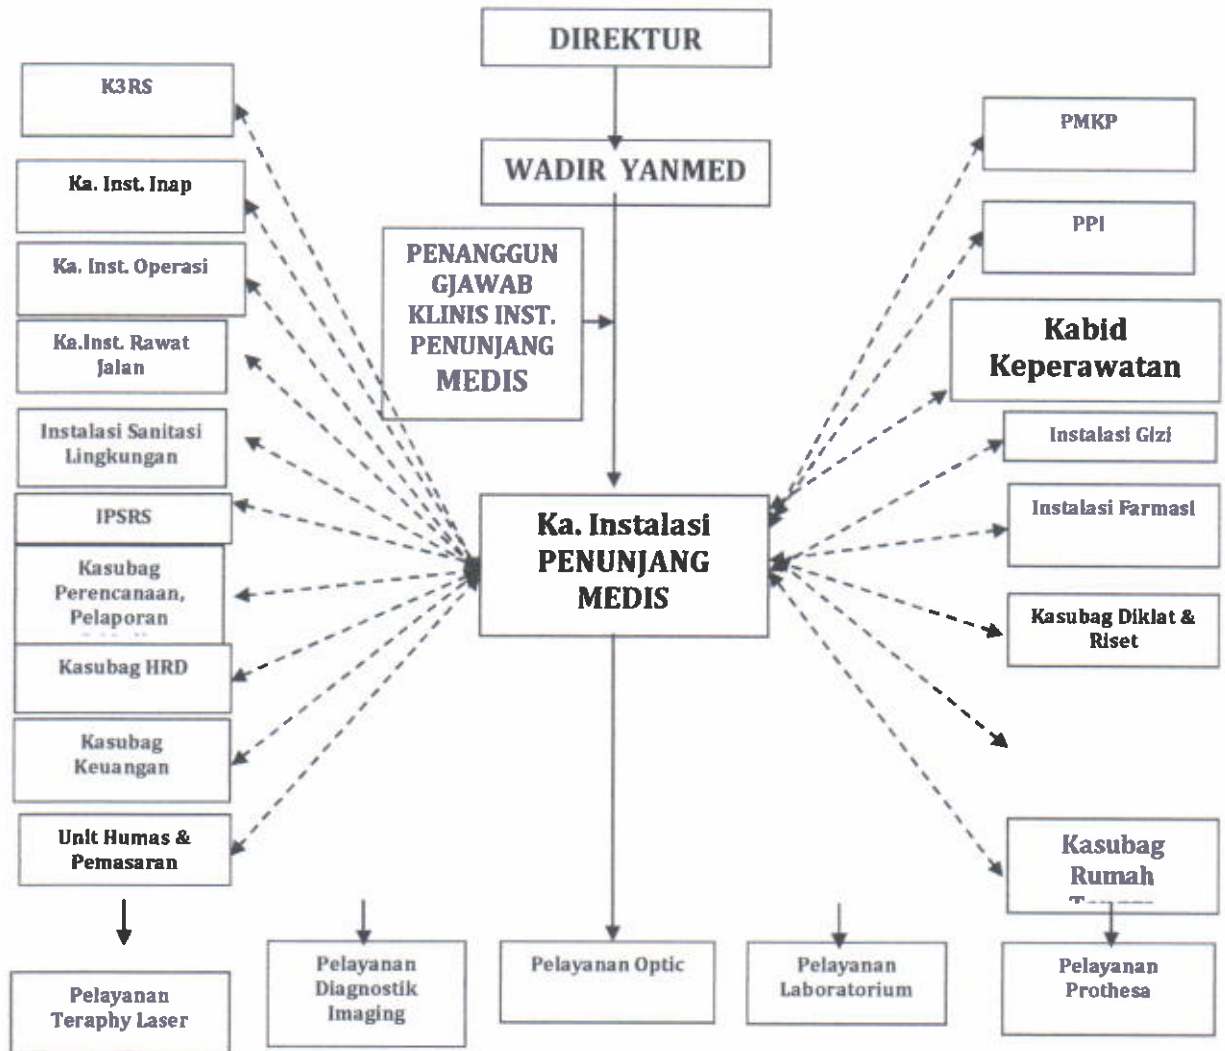 DIREKTUR
WADIR YANMED
PENANGGUN
GJAWAB
KLINIS INST.
PENUNJANG
MEDIS
K3RS
Ka. Inst. Inap
Ka. Inst. Operasi
Ka.Inst. Rawat
Jalan
Instalasi Sanitasi
Lingkungan
IPSRS
Kasubag
Perencanaan,
Pelaporan
Kasubag HRD
Kasubag
Keuangan
Unit Humas &
Pemasaran
Ka. Instalasi
PENUNJANG
MEDIS
PMKP
PPI
Kabid
Keperawatan
Instalasi Gizi
Instalasi Farmasi
Kasubag Diklat &
Riset
Kasubag
Rumah
Pelayanan
Teraphy Laser
Pelayanan
Diagnostik
Imaging
Pelayanan Optic
Pelayanan
Laboratorium
Pelayanan
Prothesa